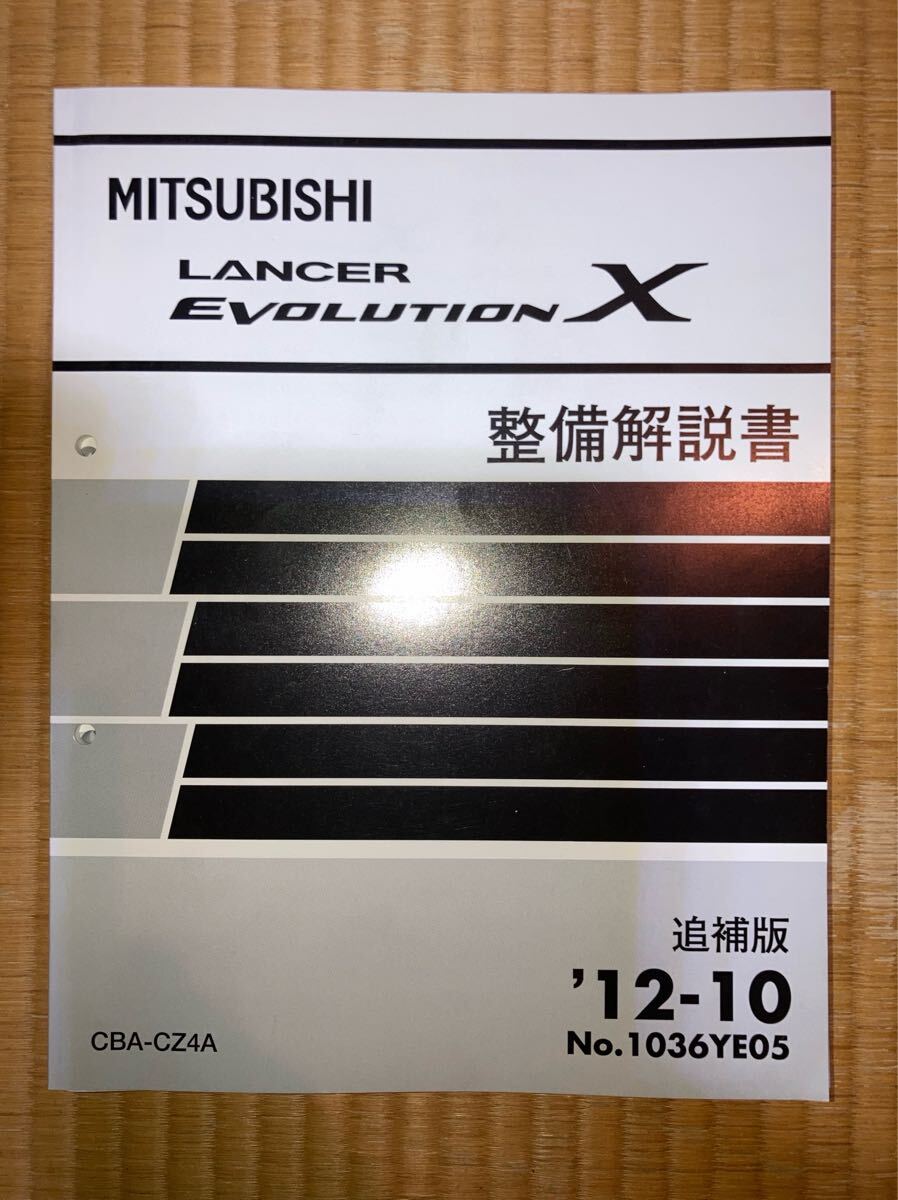 MITSUBISHI
LANCER
EVOLUTION X
整備解説書
追補版
’12-10
No.1036YE05
CBA-CZ4A